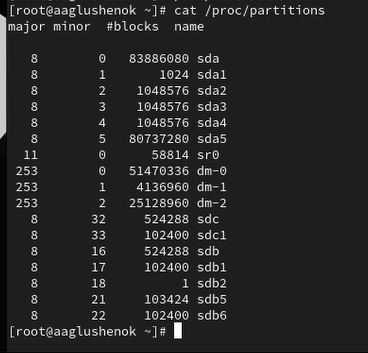 [root@aaglushenok ~]# cat /proc/partitions
major minor  #blocks  name

   8        0   83886080 sda
   8        1       1024 sda1
   8        2    1048576 sda2
   8        3    1048576 sda3
   8        4    1048576 sda4
   8        5   80737280 sda5
  11        0      58814 sr0
 253        0   51470336 dm-0
 253        1    4136960 dm-1
 253        2   25128960 dm-2
   8       32     524288 sdc
   8       33     102400 sdc1
   8       16     524288 sdb
   8       17     102400 sdb1
   8       18          1 sdb2
   8       21     103424 sdb5
   8       22     102400 sdb6
[root@aaglushenok ~]#